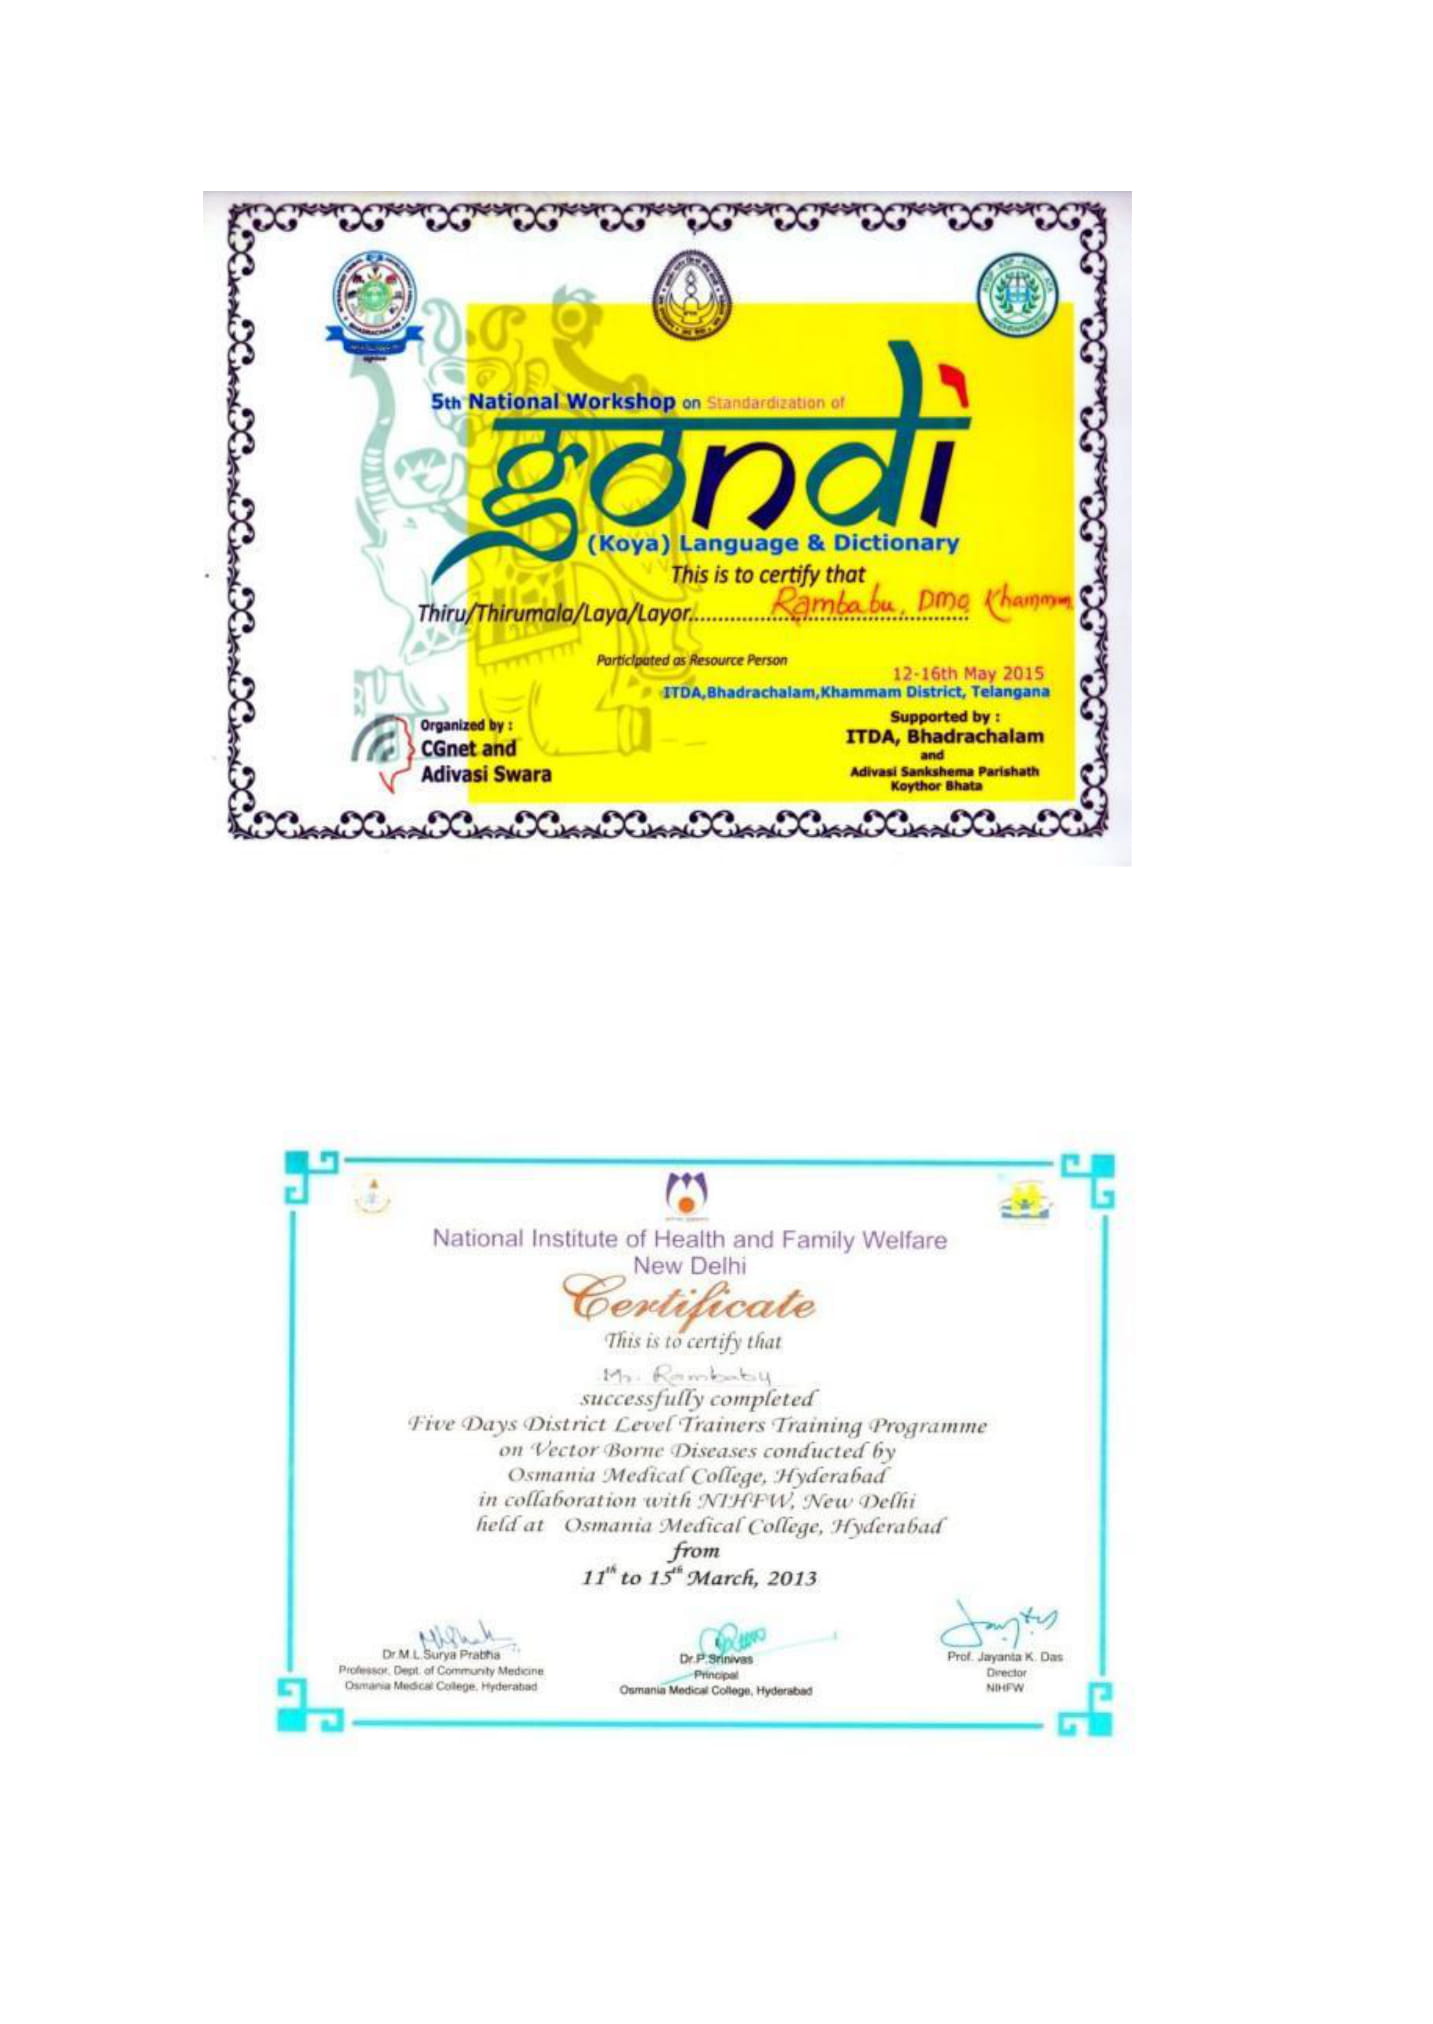 BHADRACHALAM
5th National Workshop on Standardization of
gondi
(Koya) Language & Dictionary
This is to certify that
Thiru/Thirumala/Laya/Layor.......... Rambabu, DMO, Khammm
Participated as Resource Person
12-16th May 2015
ITDA,Bhadrachalam,Khammam District, Telangana
Organized by :
CGnet and
Adivasi Swara
Supported by :
ITDA, Bhadrachalam
and
Adivasi Sankshema Parishath
Koythor Bhata
National Institute of Health and Family Welfare
New Delhi
Certificate
This is to certify that
Mr. Rambabu
successfully completed
Five Days District Level Trainers Training Programme
on Vector Borne Diseases conducted by
Osmania Medical College, Hyderabad
in collaboration with NIHFW, New Delhi
held at Osmania Medical College, Hyderabad
from
11th to 15th March, 2013
Dr.M.L.Surya Prabha
Professor, Dept. of Community Medicine
Osmania Medical College, Hyderabad
Dr.P.Srinivas
Principal
Osmania Medical College, Hyderabad
Prof. Jayanta K. Das
Director
NIHFW